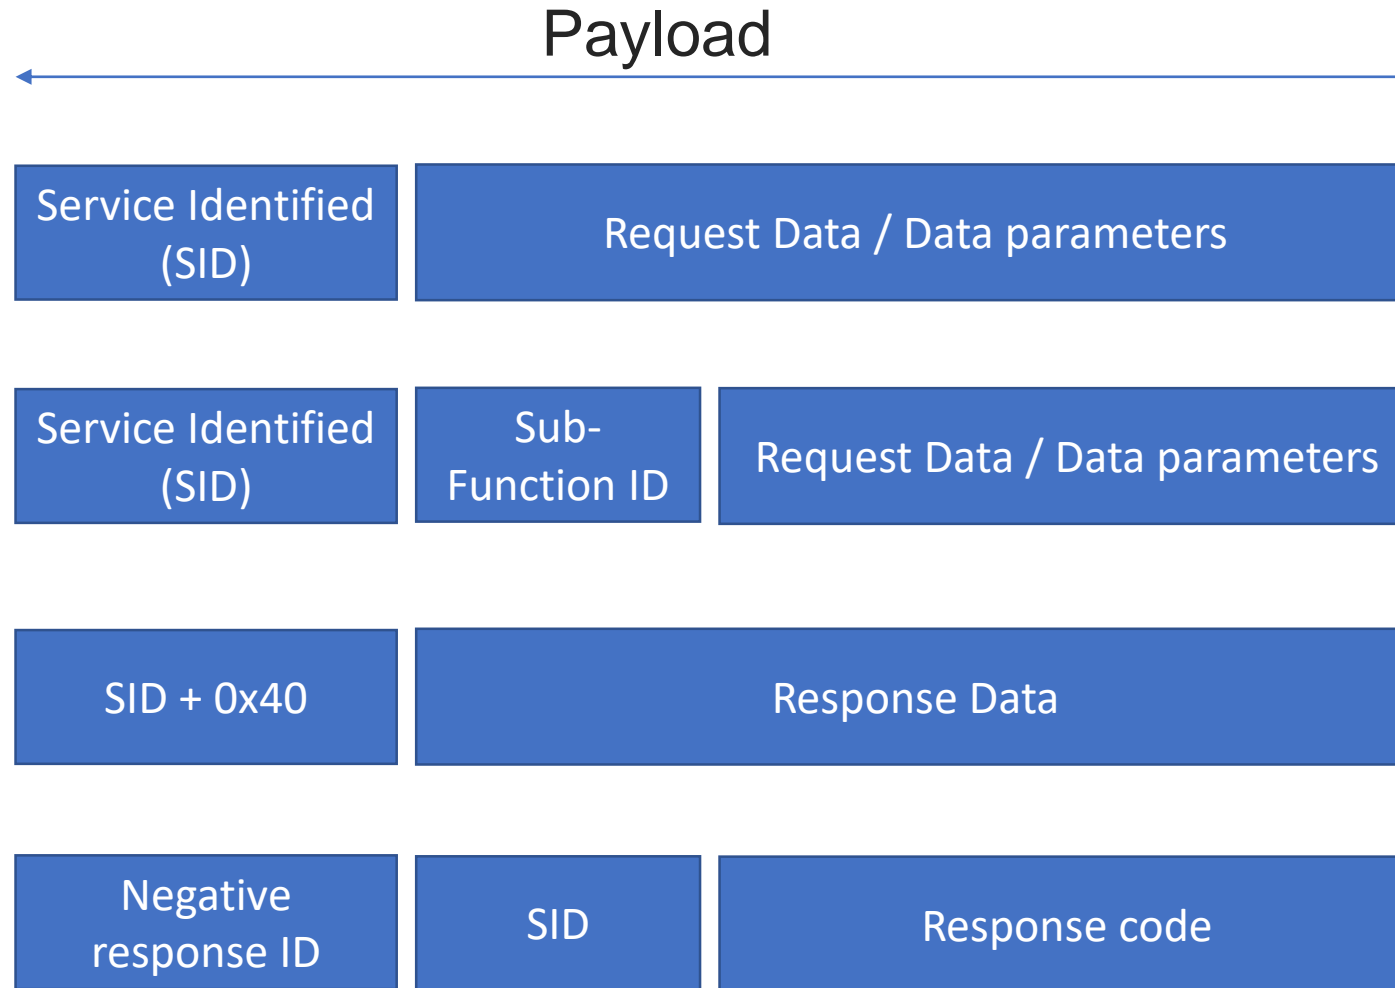 Payload
Service Identified
(SID)
Request Data / Data parameters
Service Identified
(SID)
Sub-
Function ID
Request Data / Data parameters
SID + 0x40
Response Data
Negative
response ID
SID
Response code